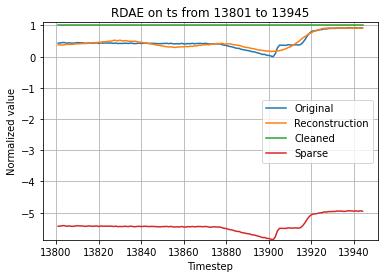 RDAE on ts from 13801 to 13945
Normalized value
1
0
−1
−2
−3
−4
−5
Original
Reconstruction
Cleaned
Sparse
13800 13820 13840 13860 13880 13900 13920 13940
Timestep